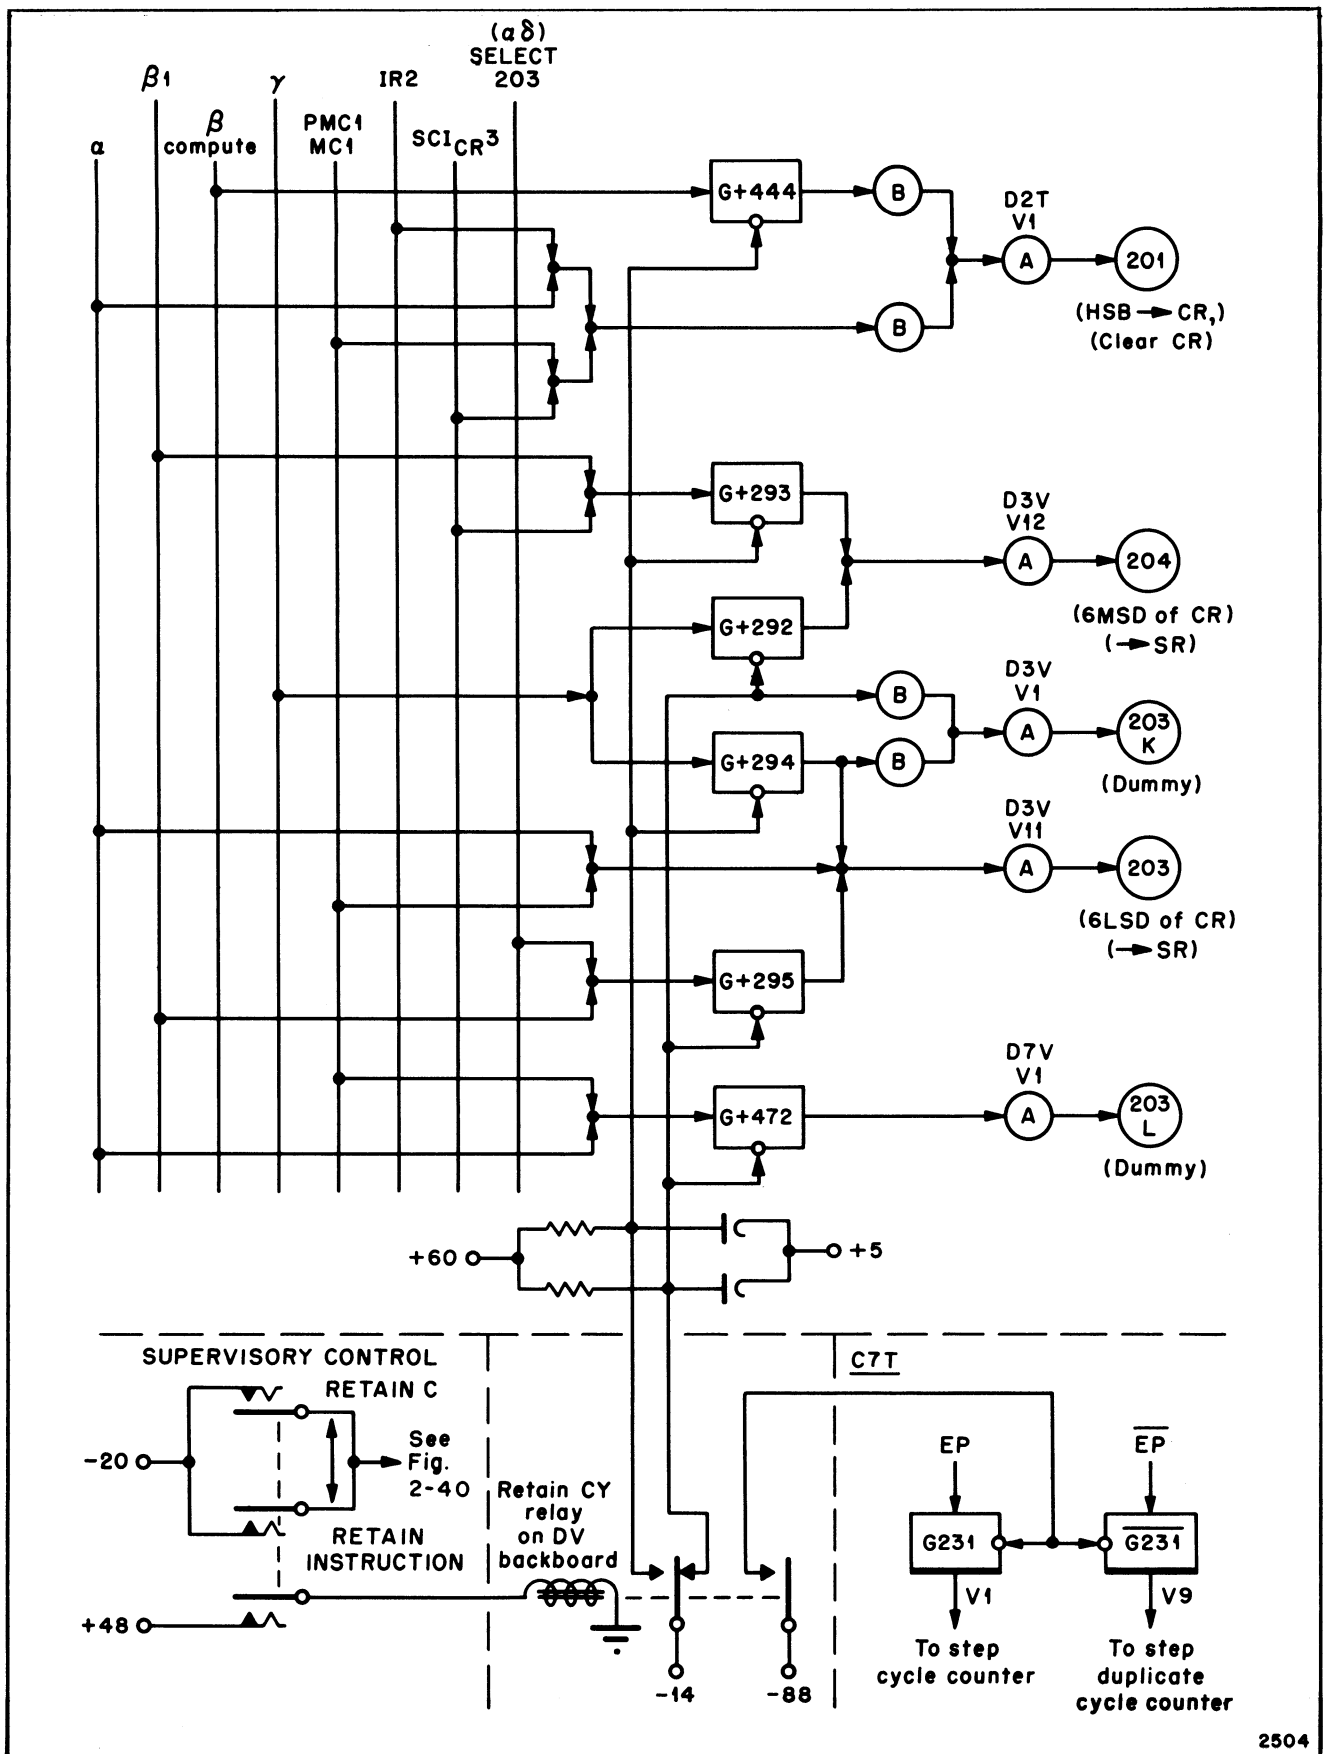 (α δ)
SELECT
203
β1
γ
IR2
β
compute
PMC1
MC1
SCI CR3
α
G+444
B
D2T
V1
A
201
(HSB → CR,)
(Clear CR)
B
G+293
D3V
V12
A
204
(6MSD of CR)
(→ SR)
G+292
B
D3V
V1
A
203
K
(Dummy)
G+294
B
D3V
V11
A
203
(6LSD of CR)
(→ SR)
G+295
D7V
V1
G+472
A
203
L
(Dummy)
+60
+5
SUPERVISORY CONTROL
RETAIN C
-20
See
Fig.
2-40
RETAIN
INSTRUCTION
+48
Retain CY
relay
on DV
backboard
-14
-88
C7T
EP
E̅P̅
G231
G̅2̅3̅1̅
V1
V9
To step
cycle counter
To step
duplicate
cycle counter
2504